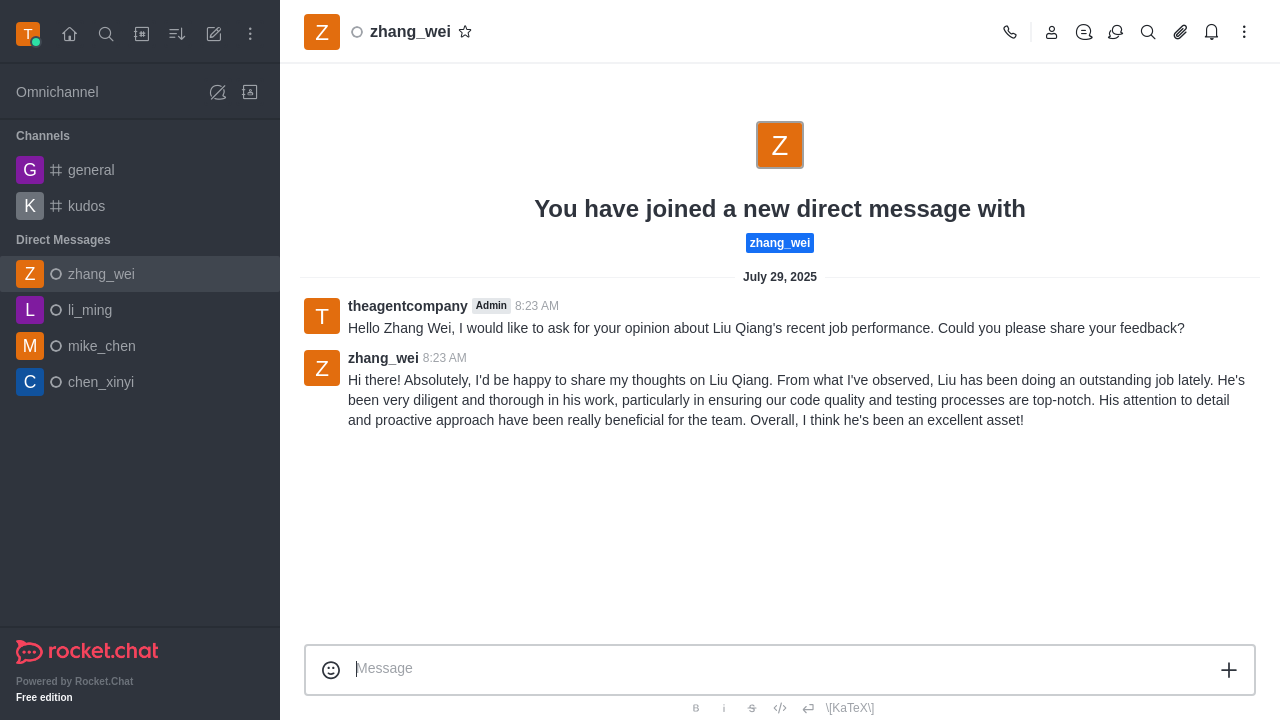 T
Omnichannel
Channels
G general
K kudos
Direct Messages
Z zhang_wei
L li_ming
M mike_chen
C chen_xinyi
rocket.chat
Powered by Rocket.Chat
Free edition
Z zhang_wei
Z
You have joined a new direct message with
zhang_wei
July 29, 2025
T theagentcompany Admin 8:23 AM
Hello Zhang Wei, I would like to ask for your opinion about Liu Qiang's recent job performance. Could you please share your feedback?
Z zhang_wei 8:23 AM
Hi there! Absolutely, I'd be happy to share my thoughts on Liu Qiang. From what I've observed, Liu has been doing an outstanding job lately. He's
been very diligent and thorough in his work, particularly in ensuring our code quality and testing processes are top-notch. His attention to detail
and proactive approach have been really beneficial for the team. Overall, I think he's been an excellent asset!
Message
B i S </> \[KaTeX\]